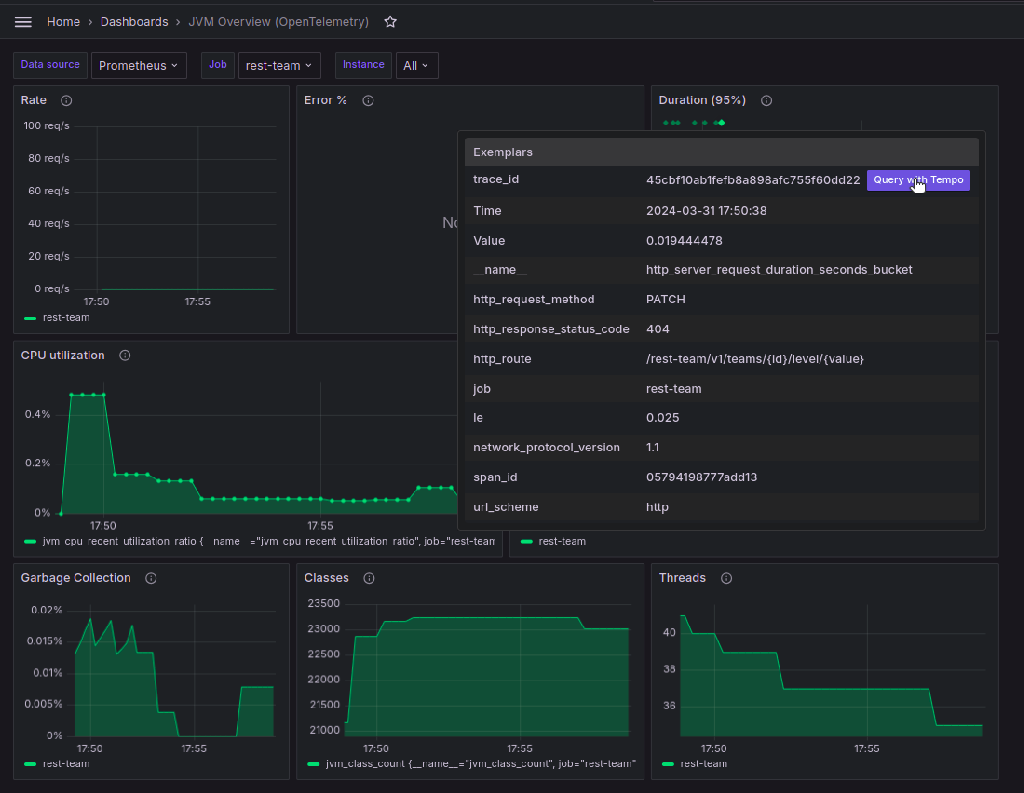 Home › Dashboards › JVM Overview (OpenTelemetry)
Data source Prometheus Job rest-team Instance All
Rate
100 req/s
80 req/s
60 req/s
40 req/s
20 req/s
0 req/s
17:50 17:55
rest-team
Error %
Duration (95%)
Exemplars
trace_id 45cbf10ab1fefb8a898afc755f60dd22 Query with Tempo
Time 2024-03-31 17:50:38
Value 0.019444478
__name__ http_server_request_duration_seconds_bucket
http_request_method PATCH
http_response_status_code 404
http_route /rest-team/v1/teams/{id}/level/{value}
job rest-team
le 0.025
network_protocol_version 1.1
span_id 05794198777add13
url_scheme http
CPU utilization
0.4%
0.2%
0%
17:50 17:55
jvm_cpu_recent_utilization_ratio {__name__="jvm_cpu_recent_utilization_ratio", job="rest-team
rest-team
Garbage Collection
0.02%
0.015%
0.01%
0.005%
0%
17:50 17:55
rest-team
Classes
23500
23000
22500
22000
21500
21000
17:50 17:55
jvm_class_count {__name__="jvm_class_count", job="rest-team"
Threads
40
38
36
17:50 17:55
rest-team